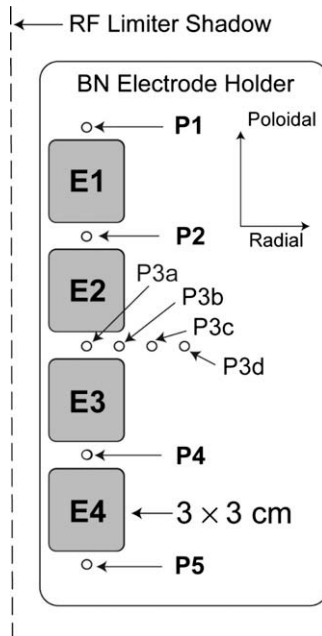 RF Limiter Shadow
BN Electrode Holder
P1
Poloidal
E1
Radial
P2
E2
P3a
P3b
P3c
P3d
E3
P4
E4
3 × 3 cm
P5